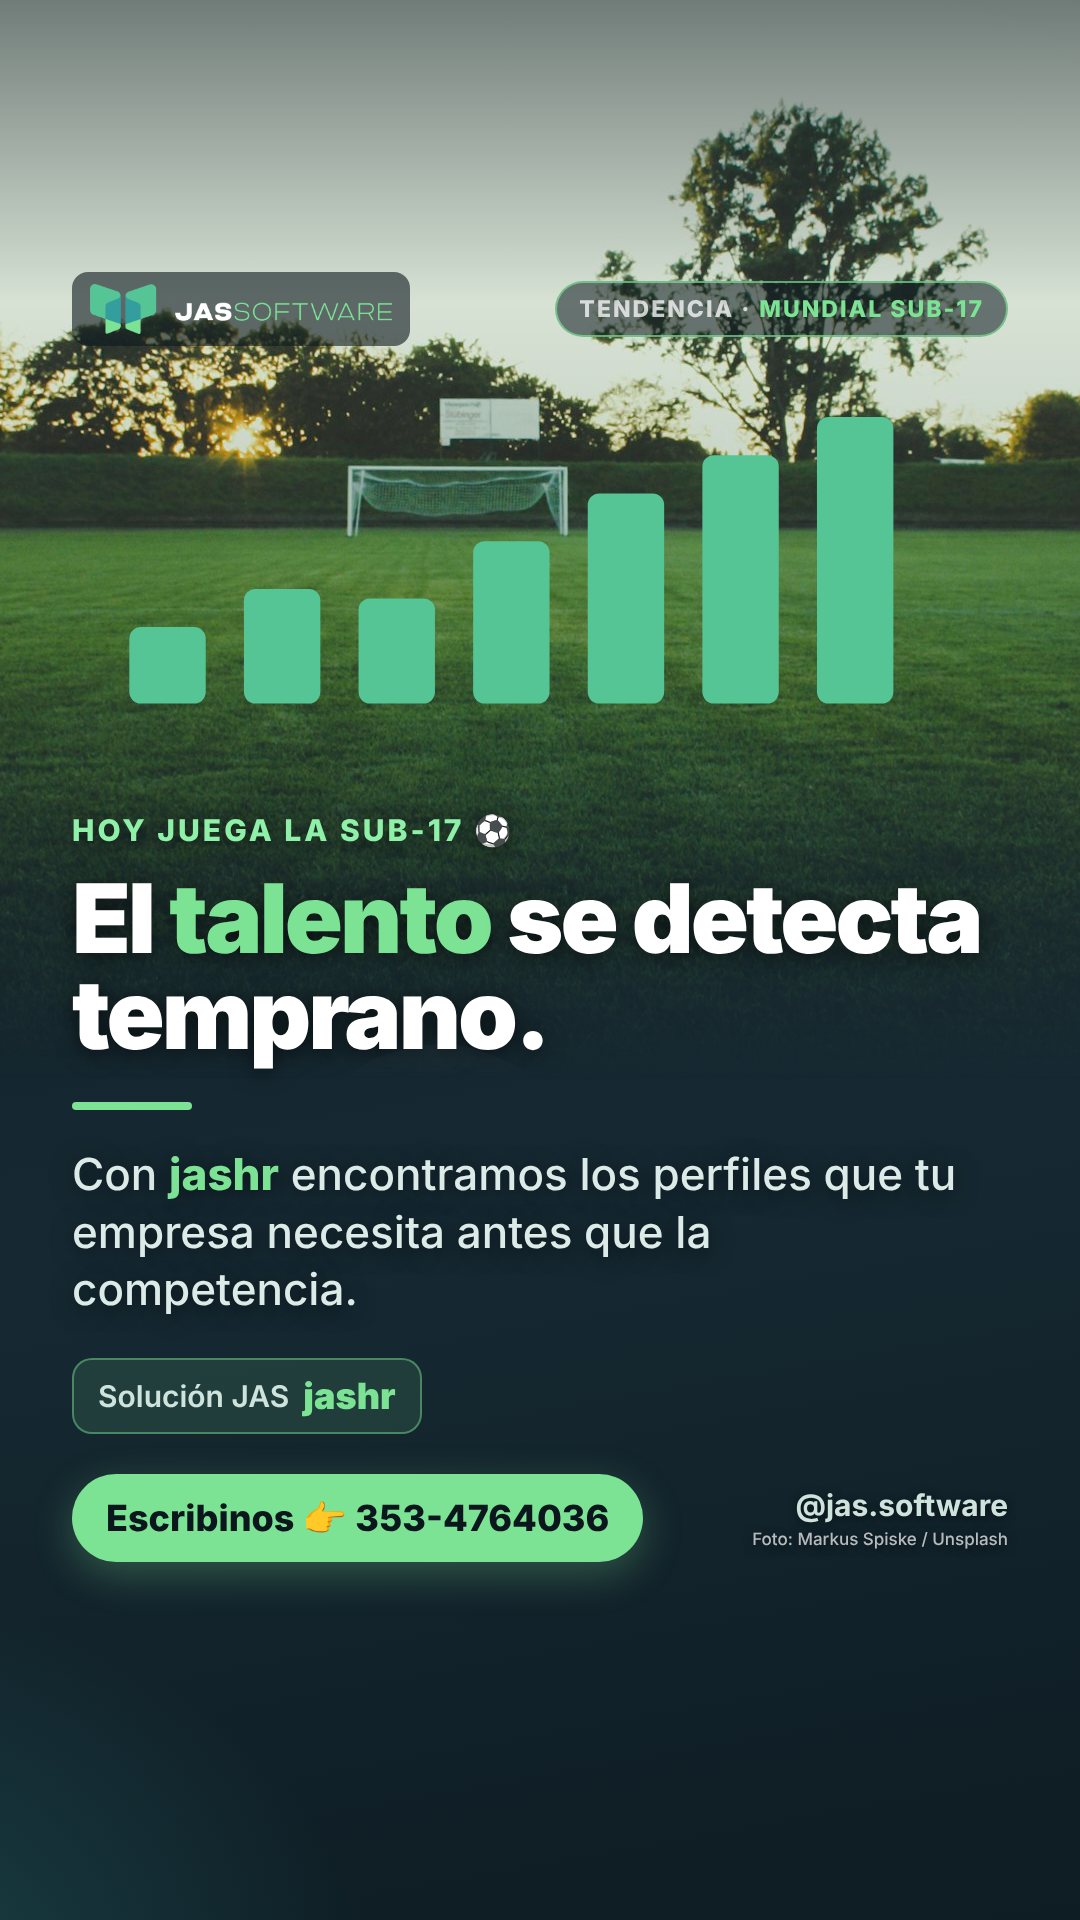 JASSOFTWARE
TENDENCIA · MUNDIAL SUB-17
HOY JUEGA LA SUB-17 ⚽
El talento se detecta
temprano.
Con jashr encontramos los perfiles que tu
empresa necesita antes que la
competencia.
Solución JAS jashr
Escribinos 👉 353-4764036
@jas.software
Foto: Markus Spiske / Unsplash